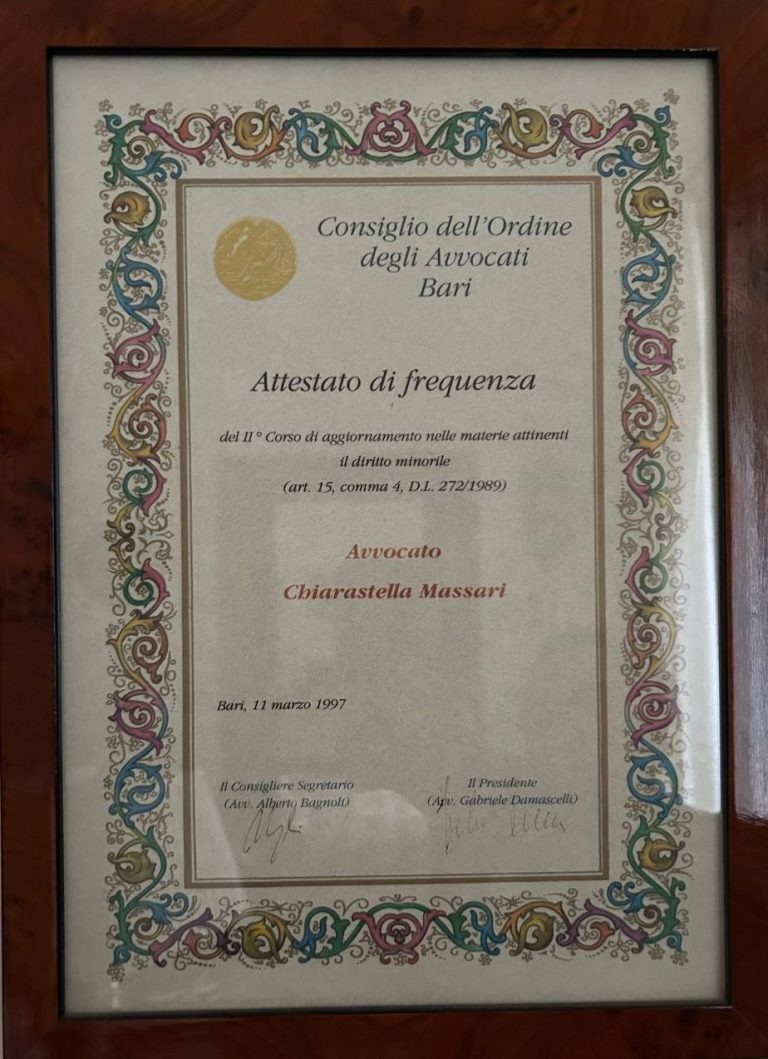 Consiglio dell'Ordine
degli Avvocati
Bari
Attestato di frequenza
del II° Corso di aggiornamento nelle materie attinenti
il diritto minorile
(art. 15, comma 4, D.L. 272/1989)
Avvocato
Chiarastella Massari
Bari, 11 marzo 1997
Il Consigliere Segretario
(Avv. Alberto Bagnoli)
Il Presidente
(Avv. Gabriele Damascelli)